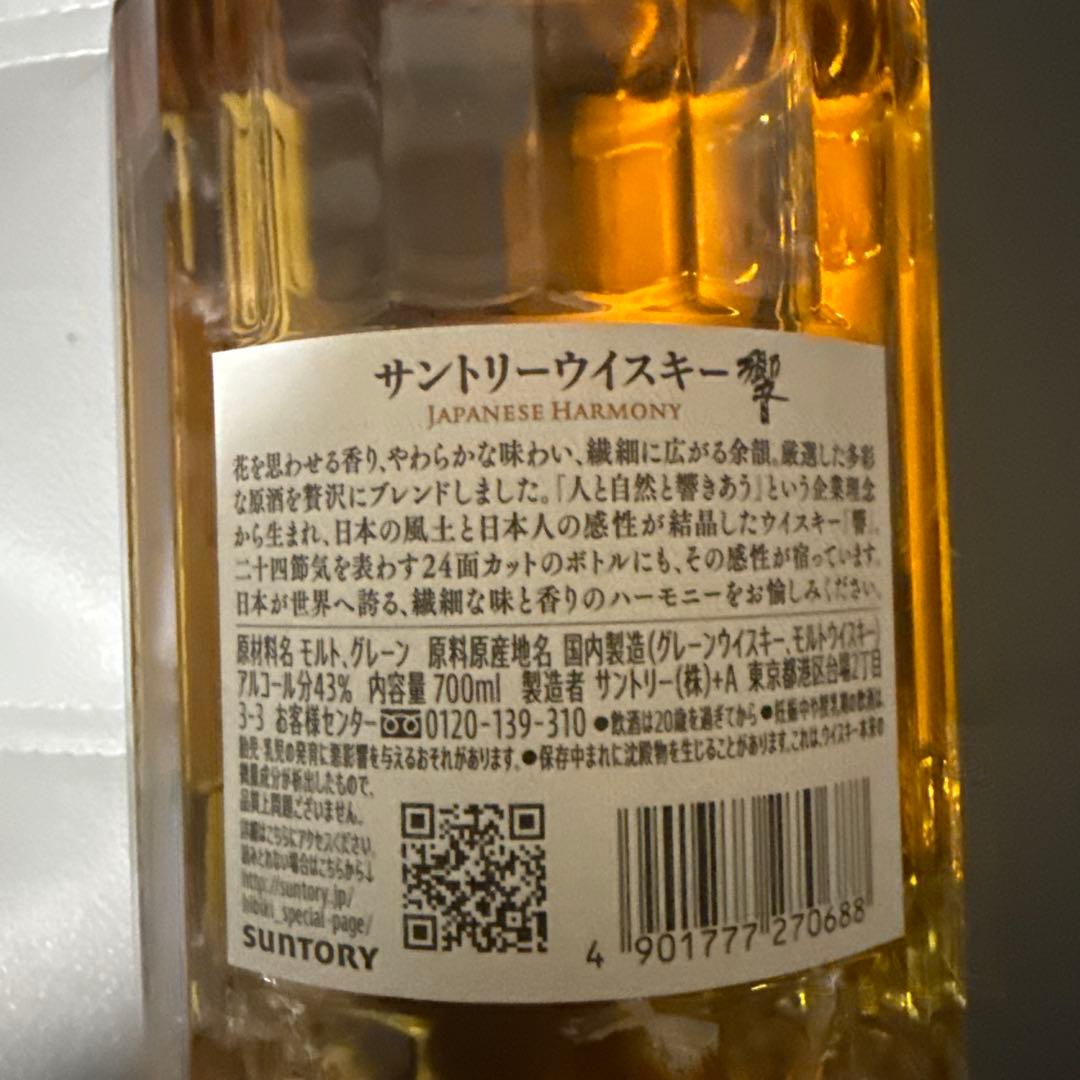 サントリーウイスキー響
JAPANESE HARMONY
花を思わせる香り、やわらかな味わい、繊細に広がる余韻。厳選した多彩
な原酒を贅沢にブレンドしました。「人と自然と響きあう」という企業理念
から生まれ、日本の風土と日本人の感性が結晶したウイスキー「響」。
二十四節気を表わす24面カットのボトルにも、その感性が宿っています。
日本が世界へ誇る、繊細な味と香りのハーモニーをお愉しみください。
原材料名 モルト、グレーン 原料原産地名 国内製造(グレーンウイスキー、モルトウイスキー)
アルコール分43% 内容量 700ml 製造者 サントリー(株)+A 東京都港区台場2丁目
3-3 お客様センター 0120-139-310 ●飲酒は20歳を過ぎてから ●妊娠中や授乳期の飲酒は、
胎児・乳児の発育に悪影響を与えるおそれがあります。●保存中まれに沈殿物を生じることがあります。これは、ウイスキー本来の
微量成分が析出したもので、
品質上問題ございません。
詳細はこちらにアクセスください。
読みとれない場合はこちらから↓
http://suntory.jp/
hibiki_special-page/
SUNTORY
4 901777 270688